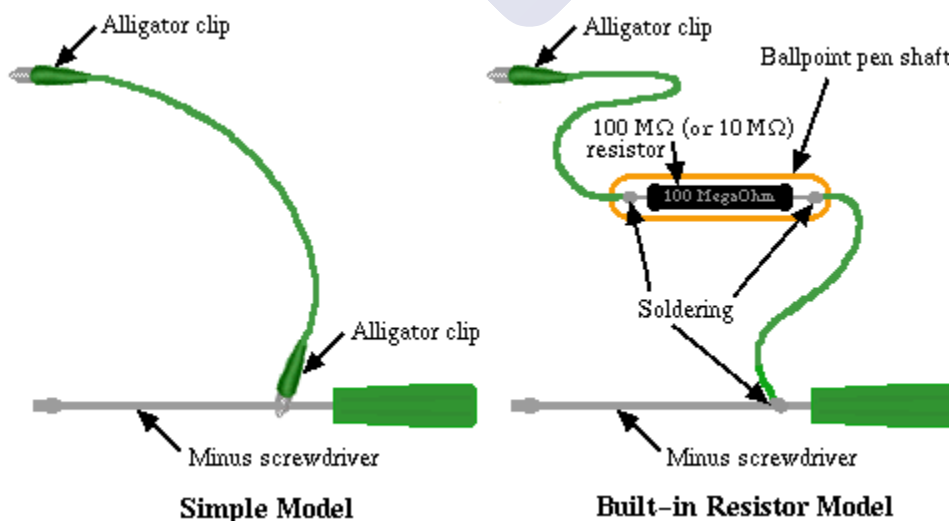 Alligator clip
Alligator clip
Minus screwdriver
Simple Model
Alligator clip
Ballpoint pen shaft
100 MΩ (or 10 MΩ)
resistor
100 MegaOhm
Soldering
Minus screwdriver
Built-in Resistor Model